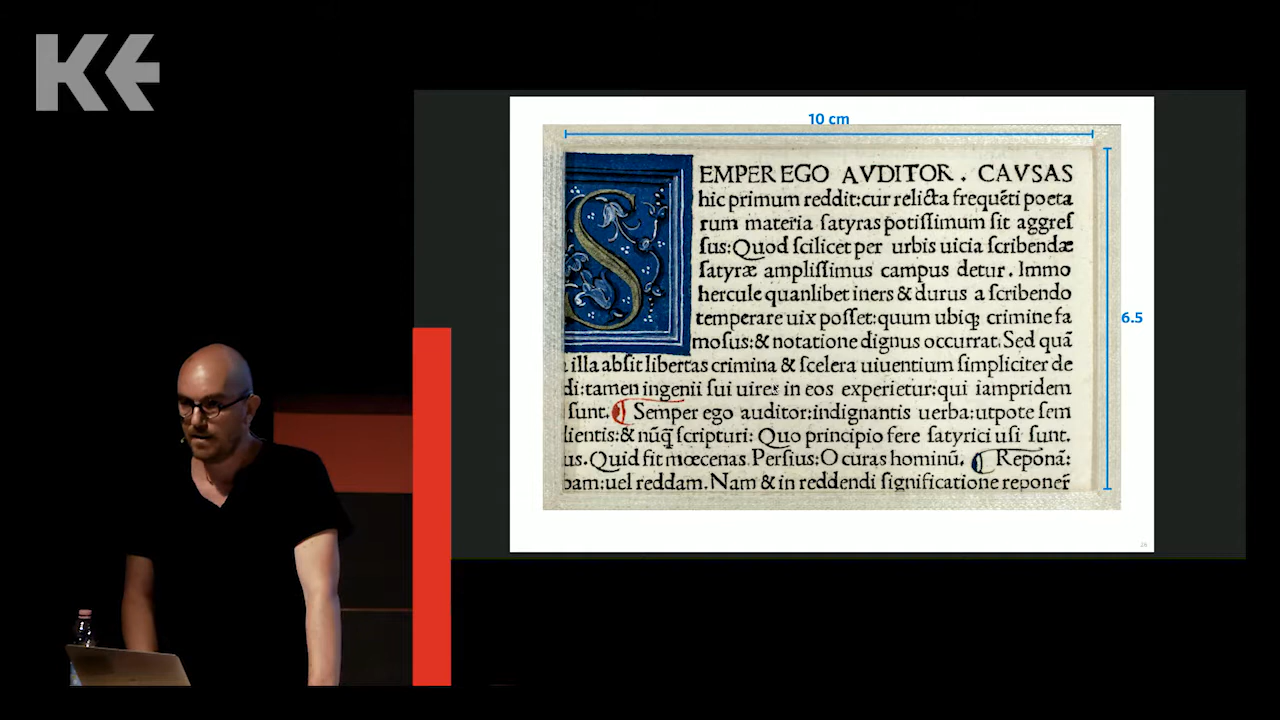 KE
10 cm
6.5
EMPER EGO AVDITOR . CAVSAS
hic primum reddit:cur relicta frequēti poeta
rum materia ſatyras potiſſimum ſit aggreſ
ſus:Quod ſcilicet per urbis uicia ſcribendæ
ſatyræ ampliſſimus campus detur . Immo
hercule quanlibet iners & durus a ſcribendo
temperare uix poſſet:quum ubiqꝫ crimine fa
moſus:& notatione dignus occurrat. Sed quā
illa abſit libertas crimina & ſcelera uiuentium ſimpliciter de
di:tamen ingenii ſui uires in eos experietur:qui iampridem
ſunt. Semper ego auditor:indignantis uerba:utpote ſem
lientis:& nūq̄ ſcripturi: Quo principio fere ſatyrici uſi ſunt.
us. Quid fit mœcenas. Perſius:O curas hominū. Reponā:
bam:uel reddam. Nam & in reddendi ſignificatione reponer̄